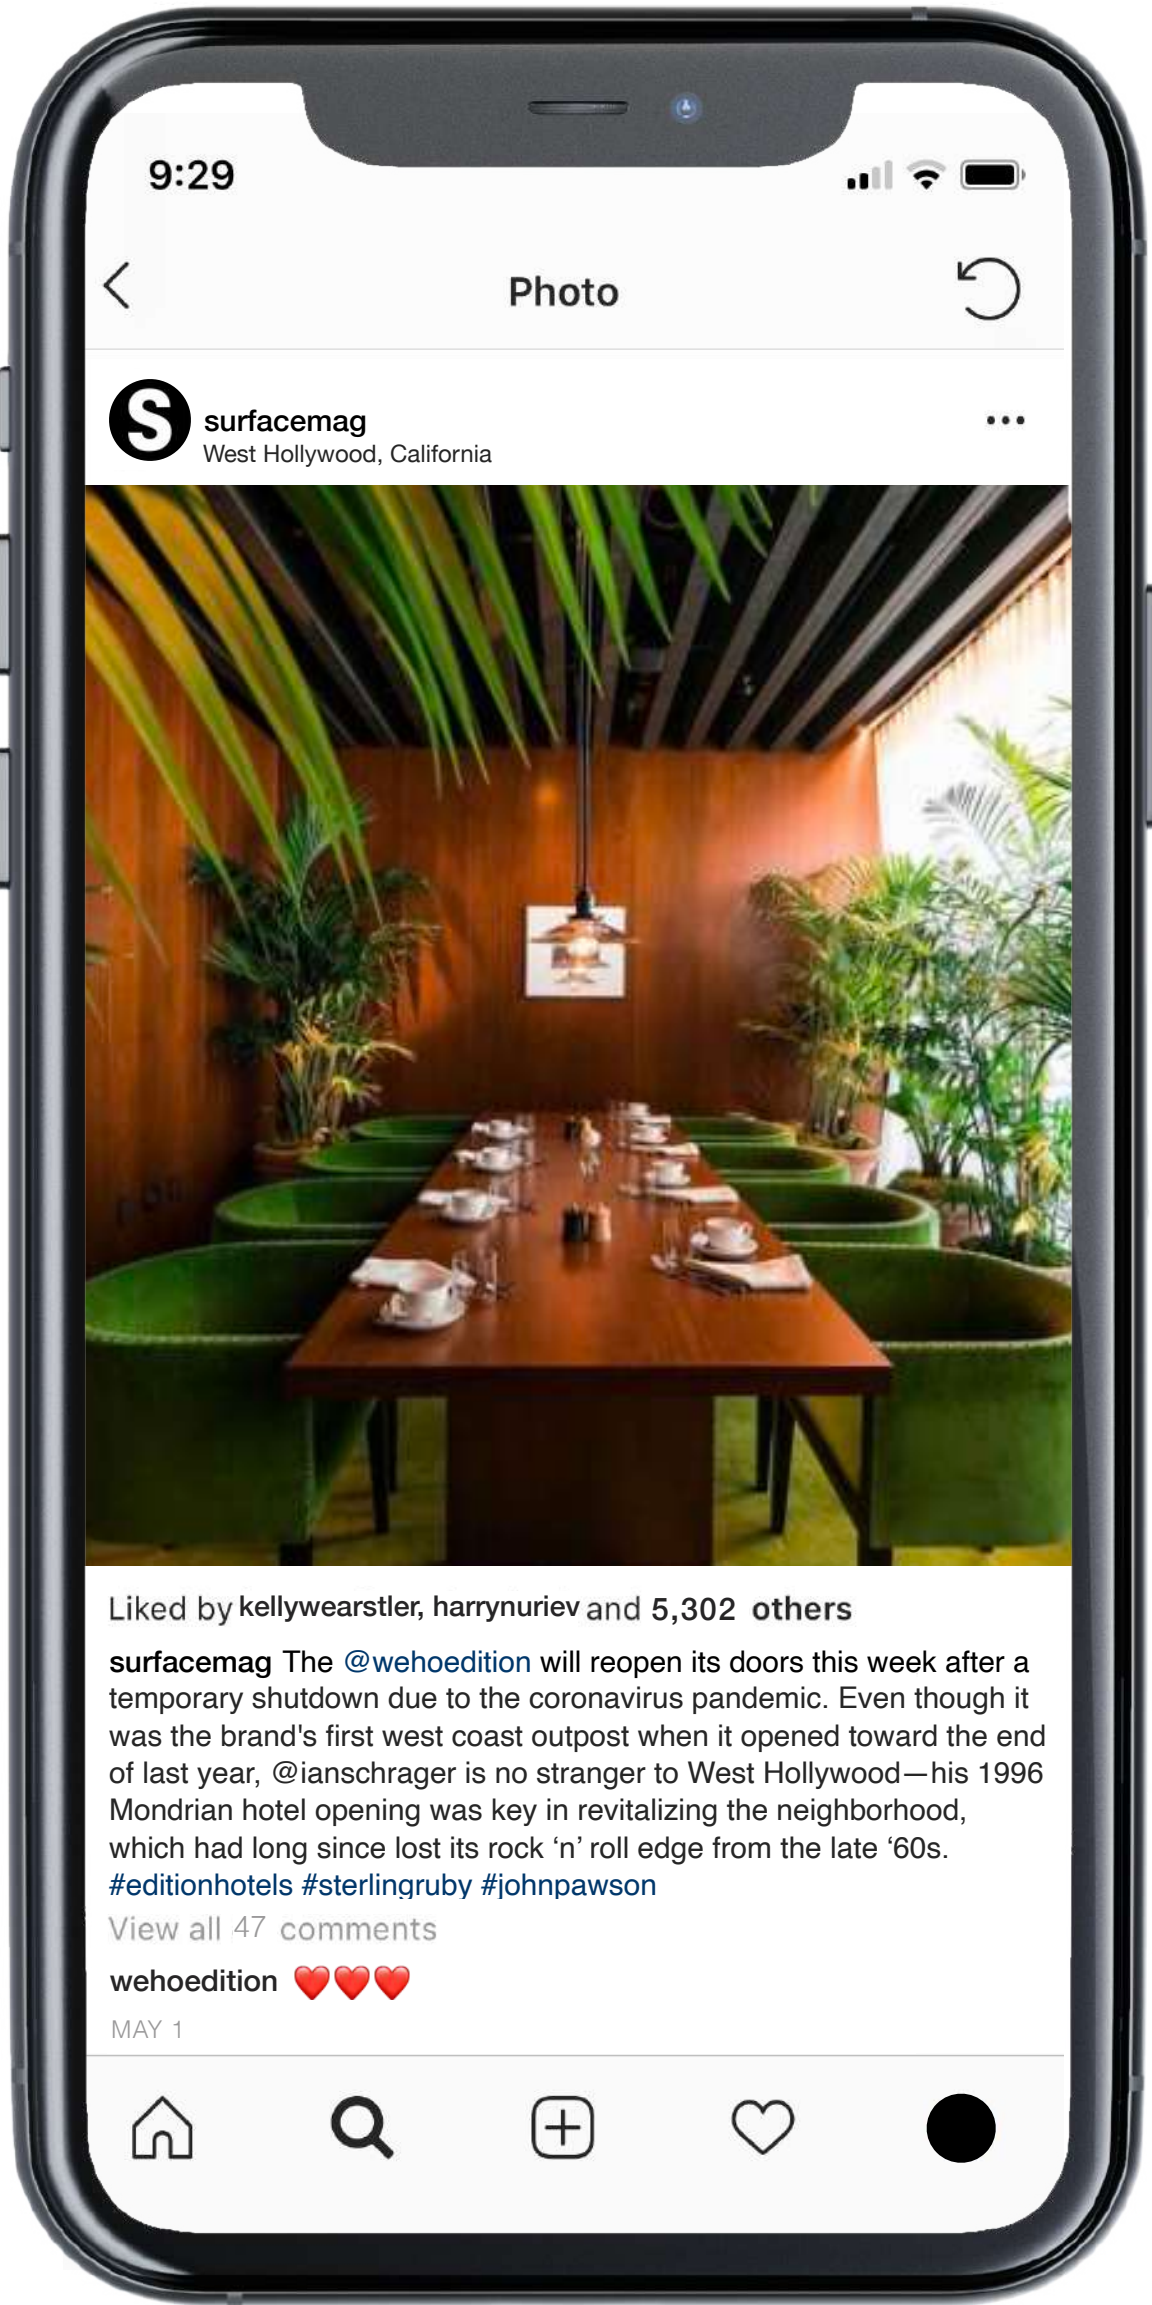 9:29
Photo
S
surfacemag
West Hollywood, California
Liked by kellywearstler, harrynuriev and 5,302 others
surfacemag The @wehoedition will reopen its doors this week after a
temporary shutdown due to the coronavirus pandemic. Even though it
was the brand's first west coast outpost when it opened toward the end
of last year, @ianschrager is no stranger to West Hollywood—his 1996
Mondrian hotel opening was key in revitalizing the neighborhood,
which had long since lost its rock ‘n’ roll edge from the late ‘60s.
#editionhotels #sterlingruby #johnpawson
View all 47 comments
wehoedition ❤️❤️❤️
MAY 1